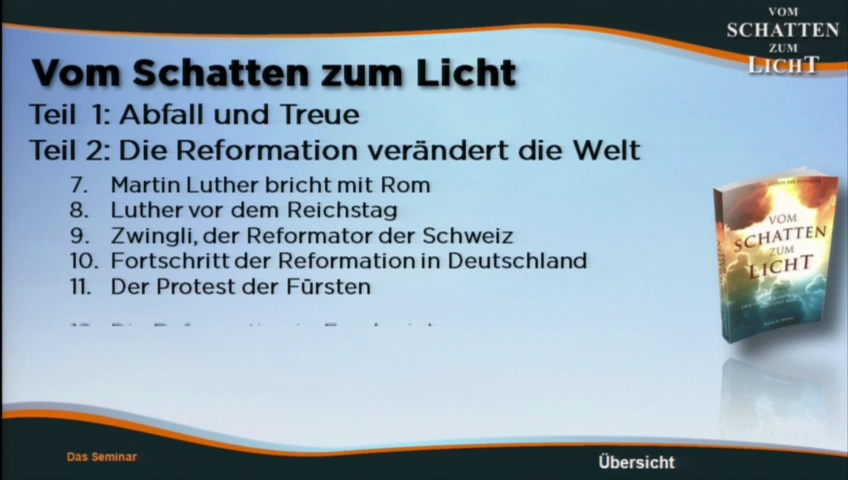 VOM
SCHATTEN
ZUM
LICHT
Vom Schatten zum Licht
Teil 1: Abfall und Treue
Teil 2: Die Reformation verändert die Welt
7. Martin Luther bricht mit Rom
8. Luther vor dem Reichstag
9. Zwingli, der Reformator der Schweiz
10. Fortschritt der Reformation in Deutschland
11. Der Protest der Fürsten
VOM
SCHATTEN
ZUM
LICHT
Das Seminar
Übersicht